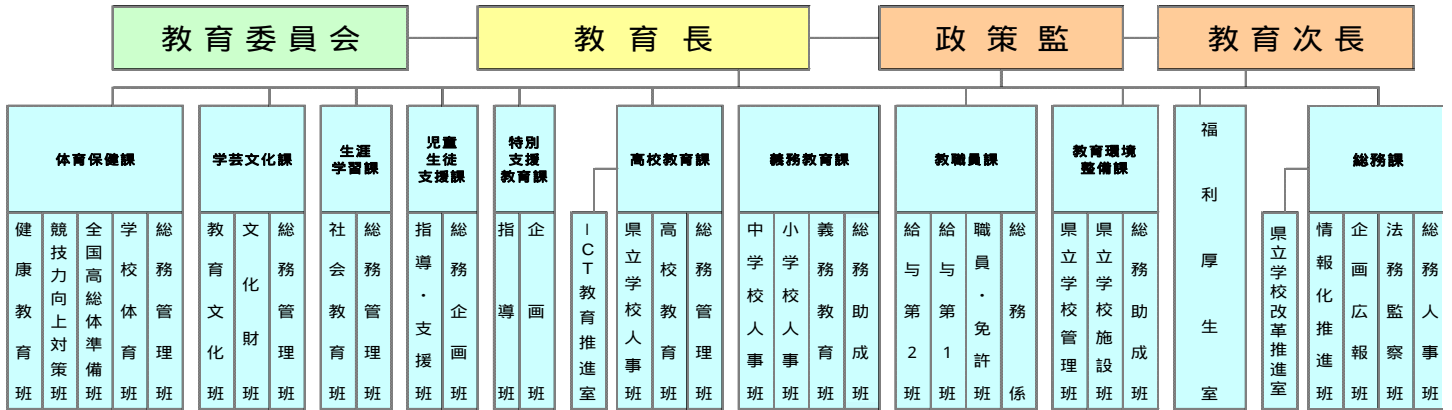 教育委員会
教育長
政策監
教育次長
体育保健課
学芸文化課
生涯
学習課
児童
生徒
支援課
特別
支援
教育課
高校教育課
義務教育課
教職員課
教育環境
整備課
福利厚生室
総務課
健康教育班
競技力向上対策班
全国高総体準備班
学校体育班
総務管理班
教育文化班
文化財班
総務管理班
社会教育班
総務管理班
指導・支援班
総務企画班
指導班
企画班
ICT教育推進室
県立学校人事班
高校教育班
総務管理班
中学校人事班
小学校人事班
義務教育班
総務助成班
給与第2班
給与第1班
職員・免許班
総務係
県立学校管理班
県立学校施設班
総務助成班
県立学校改革推進室
情報化推進班
企画広報班
法務監察班
総務人事班